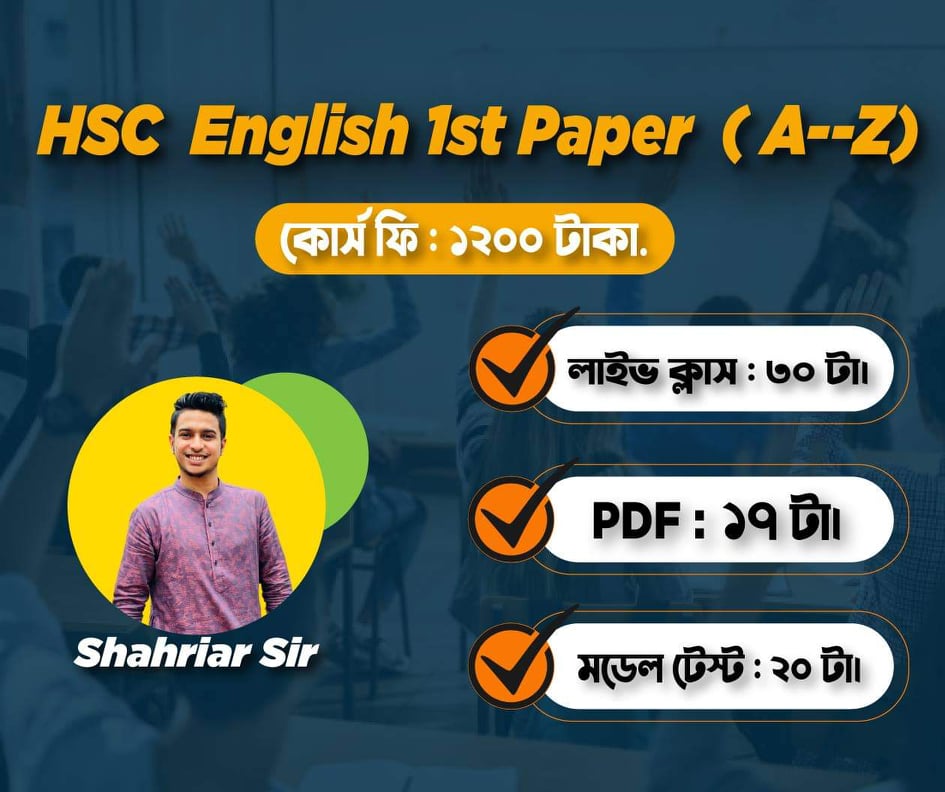 HSC English 1st Paper ( A--Z)
কোর্স ফি : ১২০০ টাকা.
লাইভ ক্লাস : ৩০ টা।
PDF : ১৭ টা।
মডেল টেস্ট : ২০ টা।
Shahriar Sir